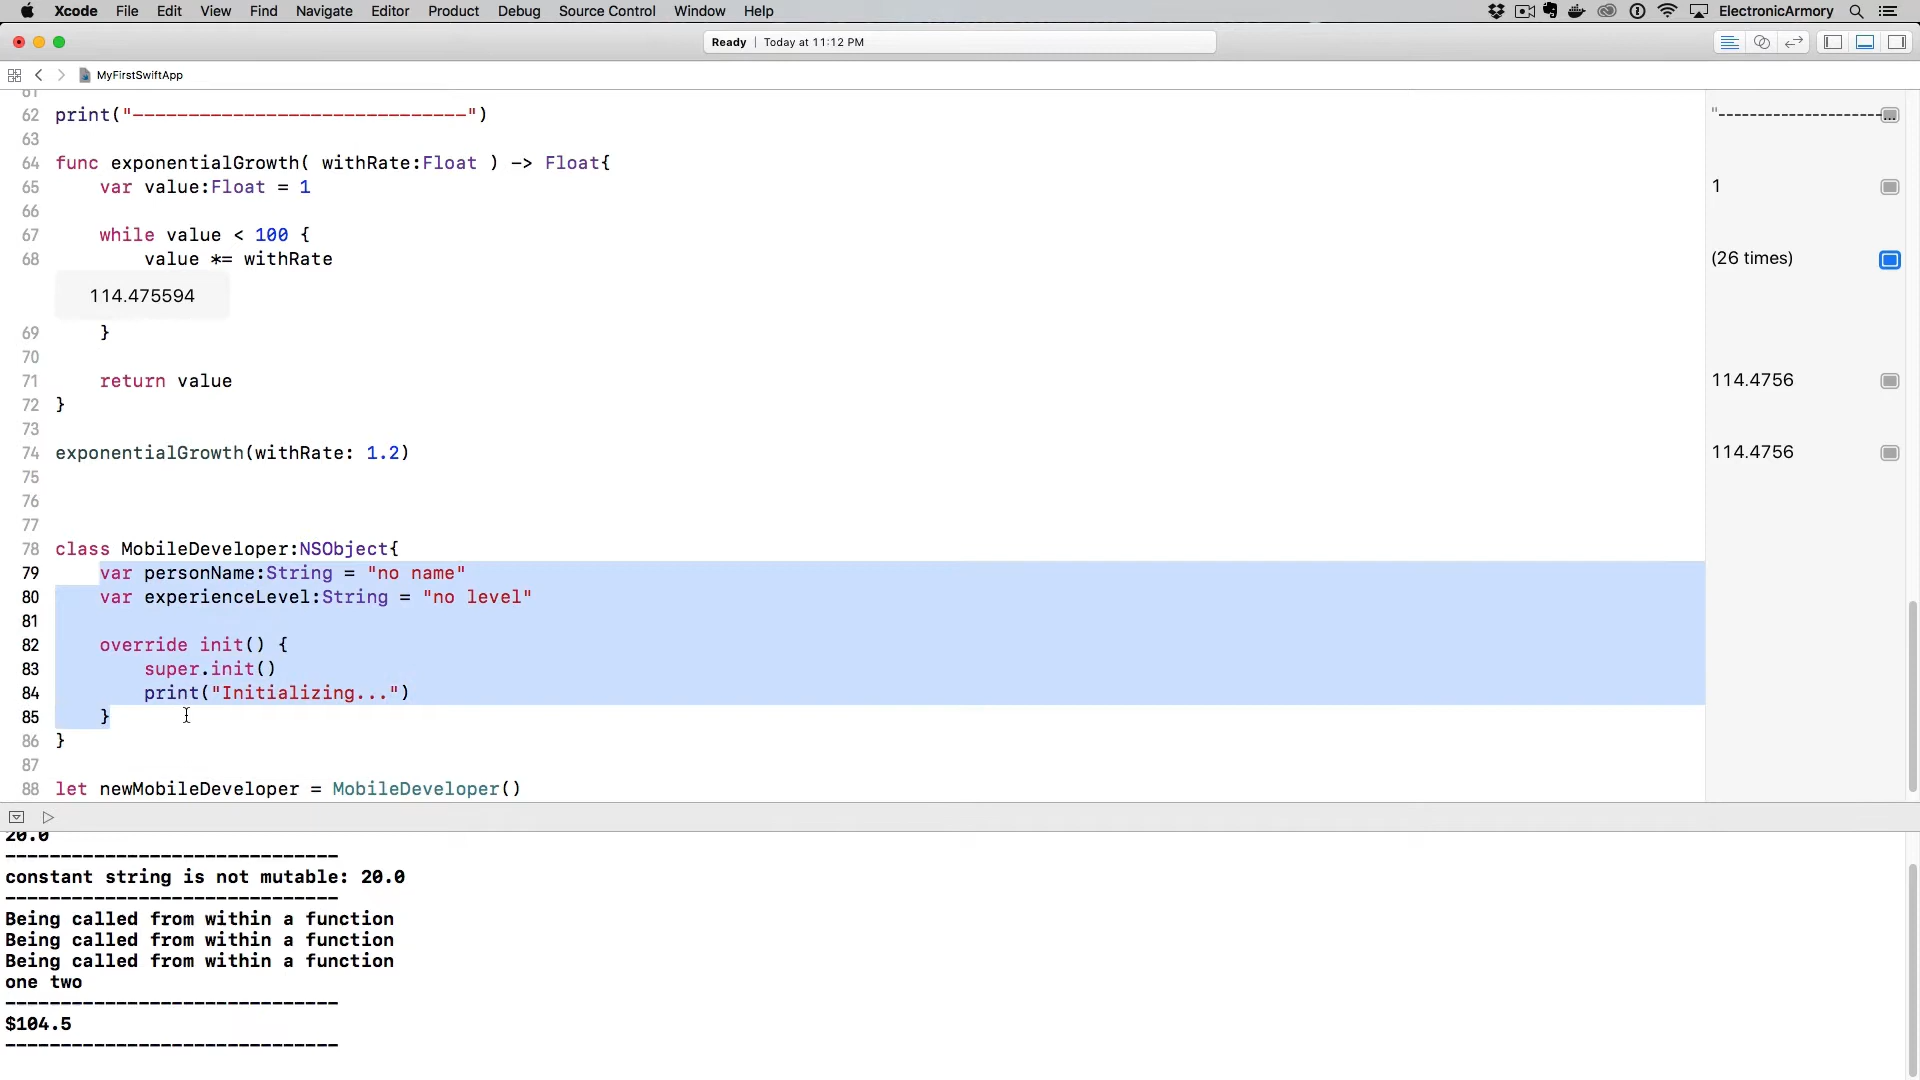 Xcode File Edit View Find Navigate Editor Product Debug Source Control Window Help ElectronicArmory
Ready | Today at 11:12 PM
MyFirstSwiftApp
61
62 print("------------------------------") "----------------------
63
64 func exponentialGrowth( withRate:Float ) -> Float{
65 var value:Float = 1 1
66
67 while value < 100 {
68 value *= withRate (26 times)
114.475594
69 }
70
71 return value 114.4756
72 }
73
74 exponentialGrowth(withRate: 1.2) 114.4756
75
76
77
78 class MobileDeveloper:NSObject{
79 var personName:String = "no name"
80 var experienceLevel:String = "no level"
81
82 override init() {
83 super.init()
84 print("Initializing...")
85 }
86 }
87
88 let newMobileDeveloper = MobileDeveloper()
20.0
------------------------------
constant string is not mutable: 20.0
------------------------------
Being called from within a function
Being called from within a function
Being called from within a function
one two
------------------------------
$104.5
------------------------------